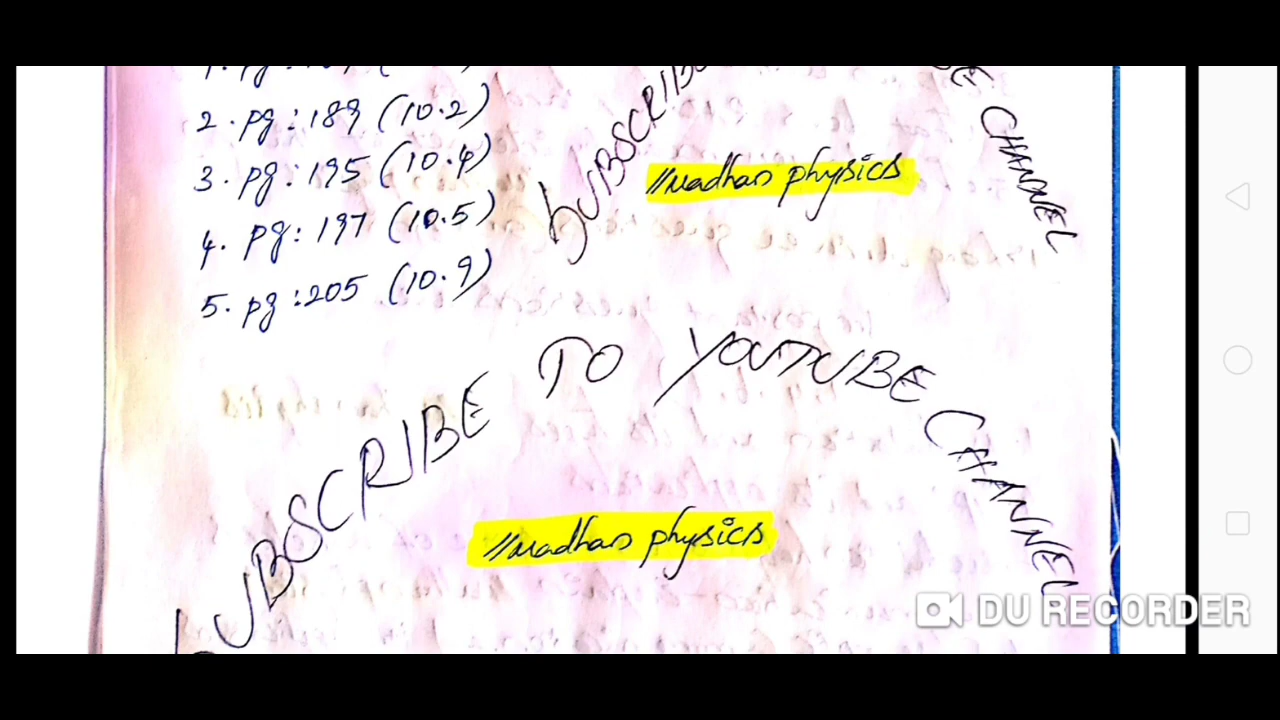 2. pg: 189 (10.2)
3. pg: 195 (10.4)
4. pg: 197 (10.5)
5. pg: 205 (10.9)
SUBSCRIBE
CHANNEL
Madhan physics
SUBSCRIBE TO YOUTUBE CHANNEL
Madhan physics
DU RECORDER